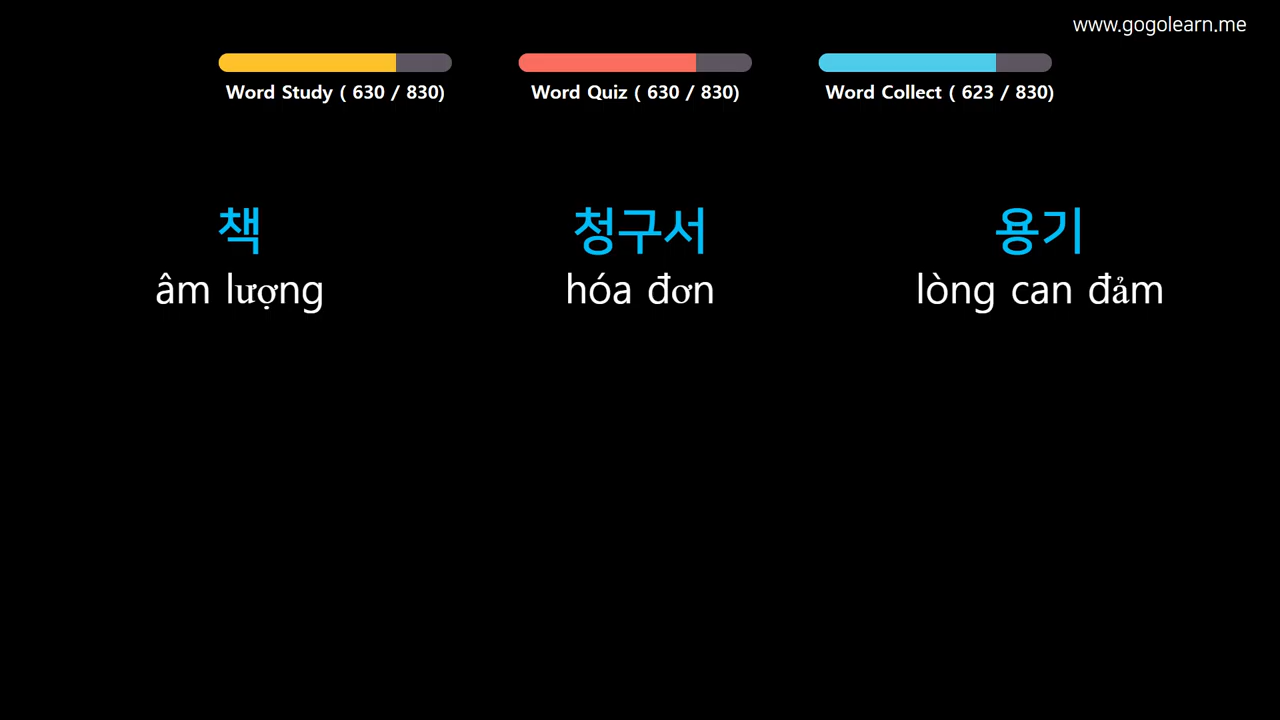 www.gogolearn.me
Word Study ( 630 / 830)
Word Quiz ( 630 / 830)
Word Collect ( 623 / 830)
책
청구서
용기
âm lượng
hóa đơn
lòng can đảm